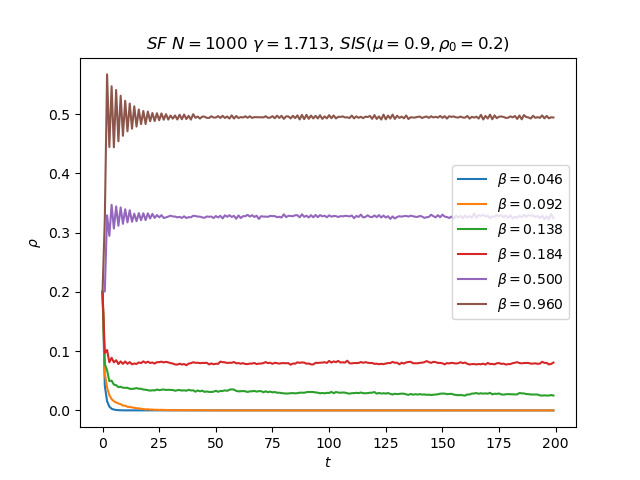 SF N = 1000 γ = 1.713, SIS(μ = 0.9, ρ₀ = 0.2)
0.5
0.4
0.3
0.2
0.1
0.0
ρ
β = 0.046
β = 0.092
β = 0.138
β = 0.184
β = 0.500
β = 0.960
0 25 50 75 100 125 150 175 200
t